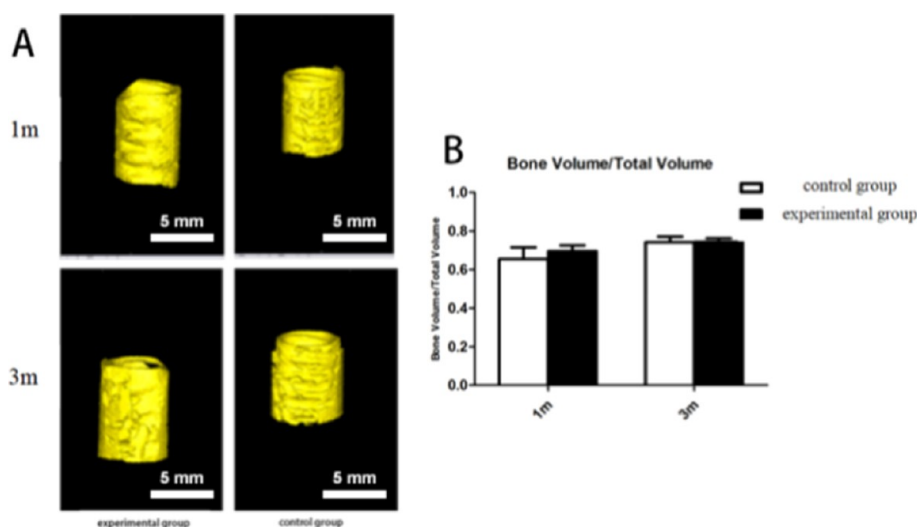 A
1m
5 mm
5 mm
3m
5 mm
5 mm
experimental group
control group
B
Bone Volume/Total Volume
control group
experimental group
Bone Volume/Total Volume
1.0
0.8
0.6
0.4
0.2
0.0
1m
3m